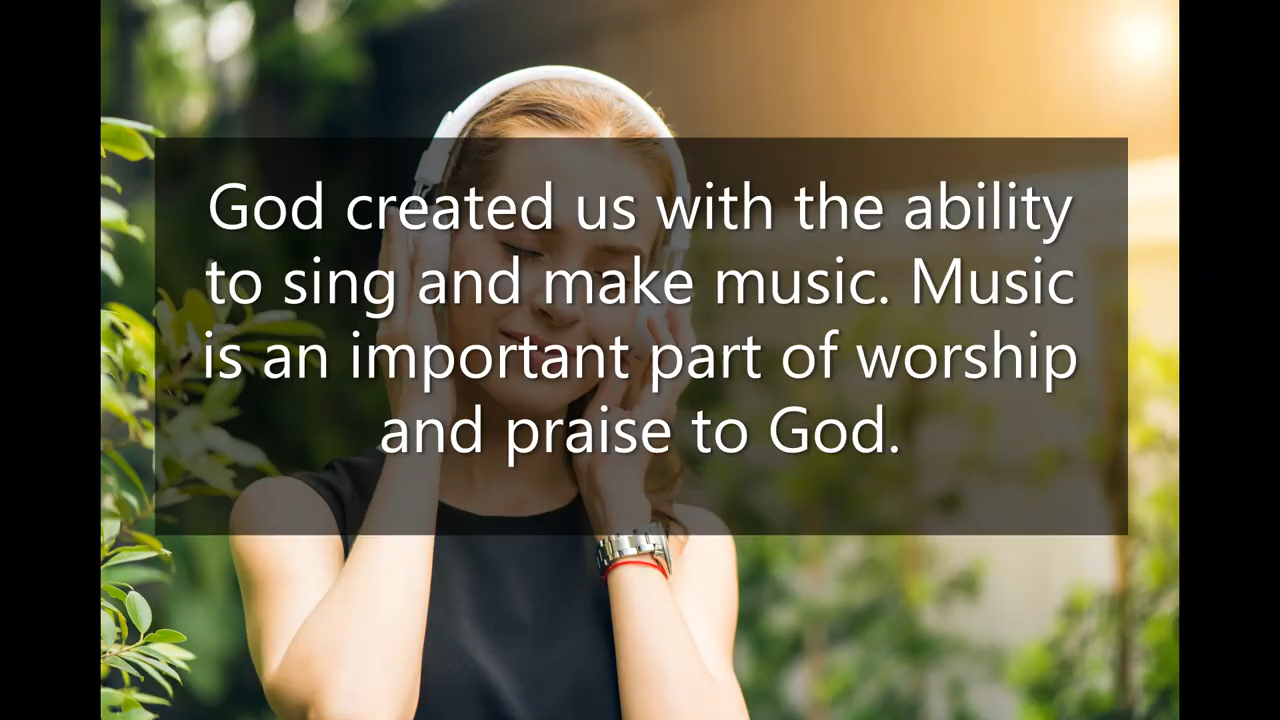 God created us with the ability
to sing and make music. Music
is an important part of worship
and praise to God.